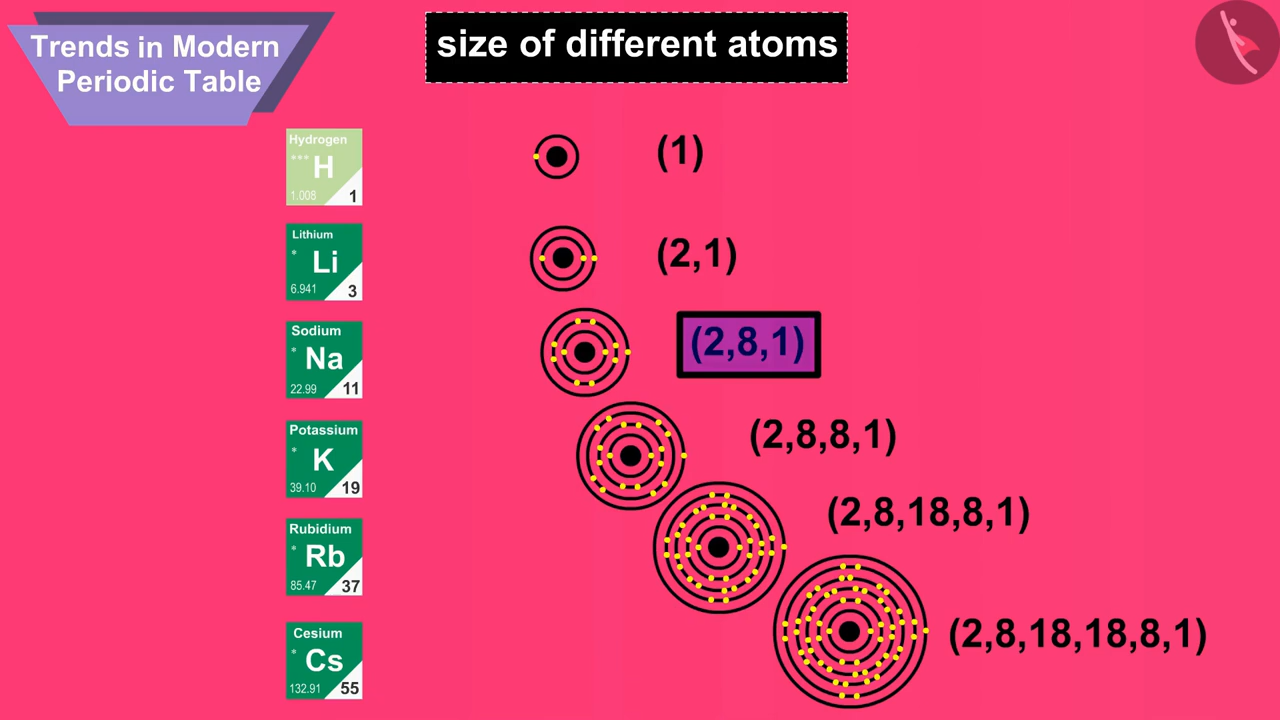 Trends in Modern
Periodic Table
size of different atoms
Hydrogen
*** H
1.008 1
(1)
Lithium
* Li
6.941 3
(2,1)
Sodium
* Na
22.99 11
(2,8,1)
Potassium
* K
39.10 19
(2,8,8,1)
Rubidium
* Rb
85.47 37
(2,8,18,8,1)
Cesium
* Cs
132.91 55
(2,8,18,18,8,1)